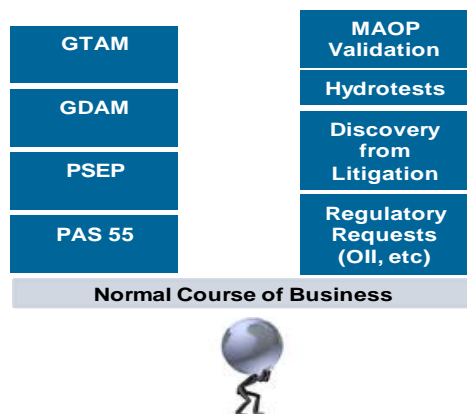 GTAM
GDAM
PSEP
PAS 55
MAOP
Validation
Hydrotests
Discovery
from
Litigation
Regulatory
Requests
(OII, etc)
Normal Course of Business